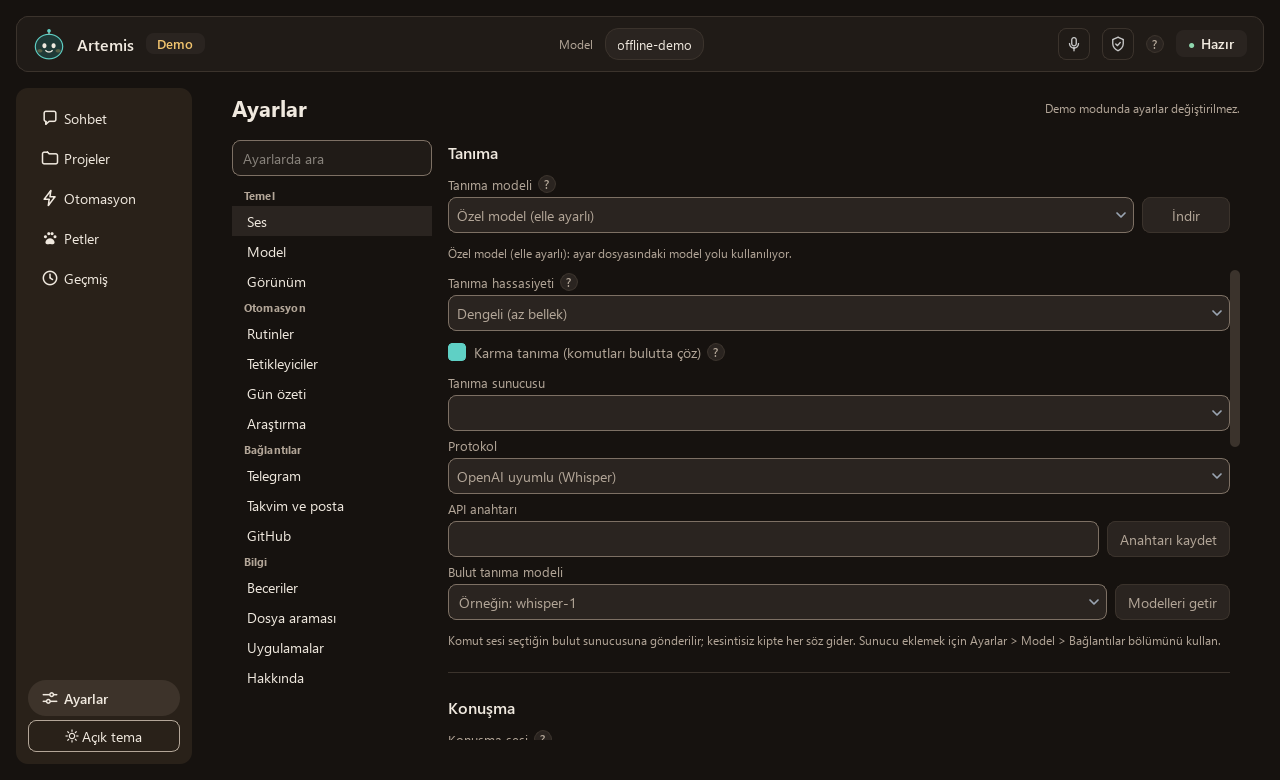 Artemis
Demo
Model
offline-demo
?
Hazır
Sohbet
Projeler
Otomasyon
Petler
Geçmiş
Ayarlar
Açık tema
Ayarlar
Demo modunda ayarlar değiştirilmez.
Ayarlarda ara
Temel
Ses
Model
Görünüm
Otomasyon
Rutinler
Tetikleyiciler
Gün özeti
Araştırma
Bağlantılar
Telegram
Takvim ve posta
GitHub
Bilgi
Beceriler
Dosya araması
Uygulamalar
Hakkında
Tanıma
Tanıma modeli ?
Özel model (elle ayarlı)
İndir
Özel model (elle ayarlı): ayar dosyasındaki model yolu kullanılıyor.
Tanıma hassasiyeti ?
Dengeli (az bellek)
Karma tanıma (komutları bulutta çöz) ?
Tanıma sunucusu
Protokol
OpenAI uyumlu (Whisper)
API anahtarı
Anahtarı kaydet
Bulut tanıma modeli
Örneğin: whisper-1
Modelleri getir
Komut sesi seçtiğin bulut sunucusuna gönderilir; kesintisiz kipte her söz gider. Sunucu eklemek için Ayarlar > Model > Bağlantılar bölümünü kullan.
Konuşma
Konuşma sesi ?